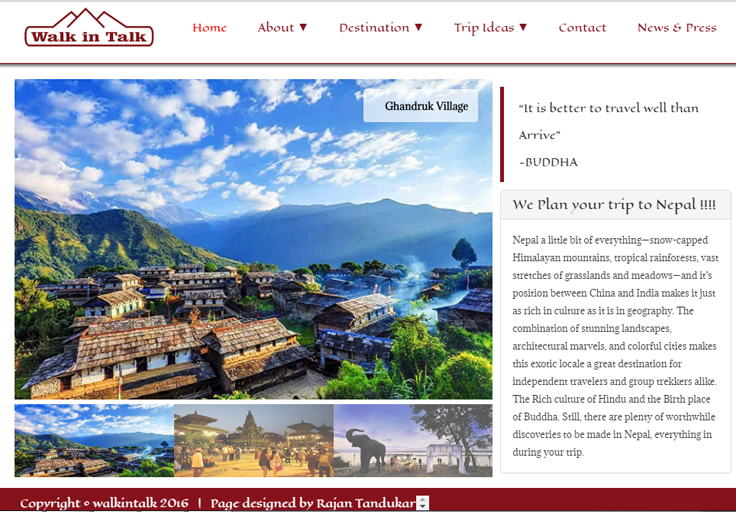 Walk in Talk
Home About ▼ Destination ▼ Trip Ideas ▼ Contact News & Press
Ghandruk Village
“It is better to travel well than
Arrive”
-BUDDHA
We Plan your trip to Nepal !!!!
Nepal a little bit of everything—snow-capped
Himalayan mountains, tropical rainforests, vast
stretches of grasslands and meadows—and it's
position between China and India makes it just
as rich in culture as it is in geography. The
combination of stunning landscapes,
architectural marvels, and colorful cities makes
this exotic locale a great destination for
independent travelers and group trekkers alike.
The Rich culture of Hindu and the Birth place
of Buddha. Still, there are plenty of worthwhile
discoveries to be made in Nepal, everything in
during your trip.
Copyright © walkintalk 2016 | Page designed by Rajan Tandukar